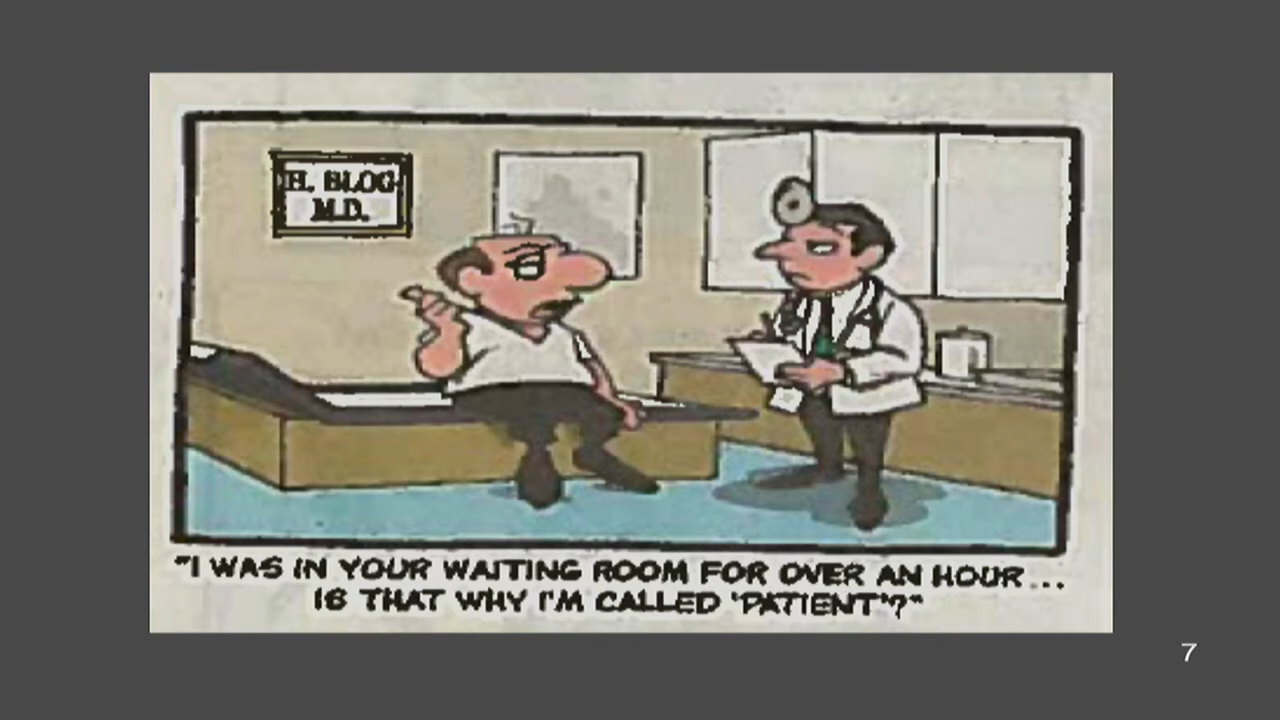 H. BLOG
M.D.
"I WAS IN YOUR WAITING ROOM FOR OVER AN HOUR...
IS THAT WHY I'M CALLED 'PATIENT'?"
7